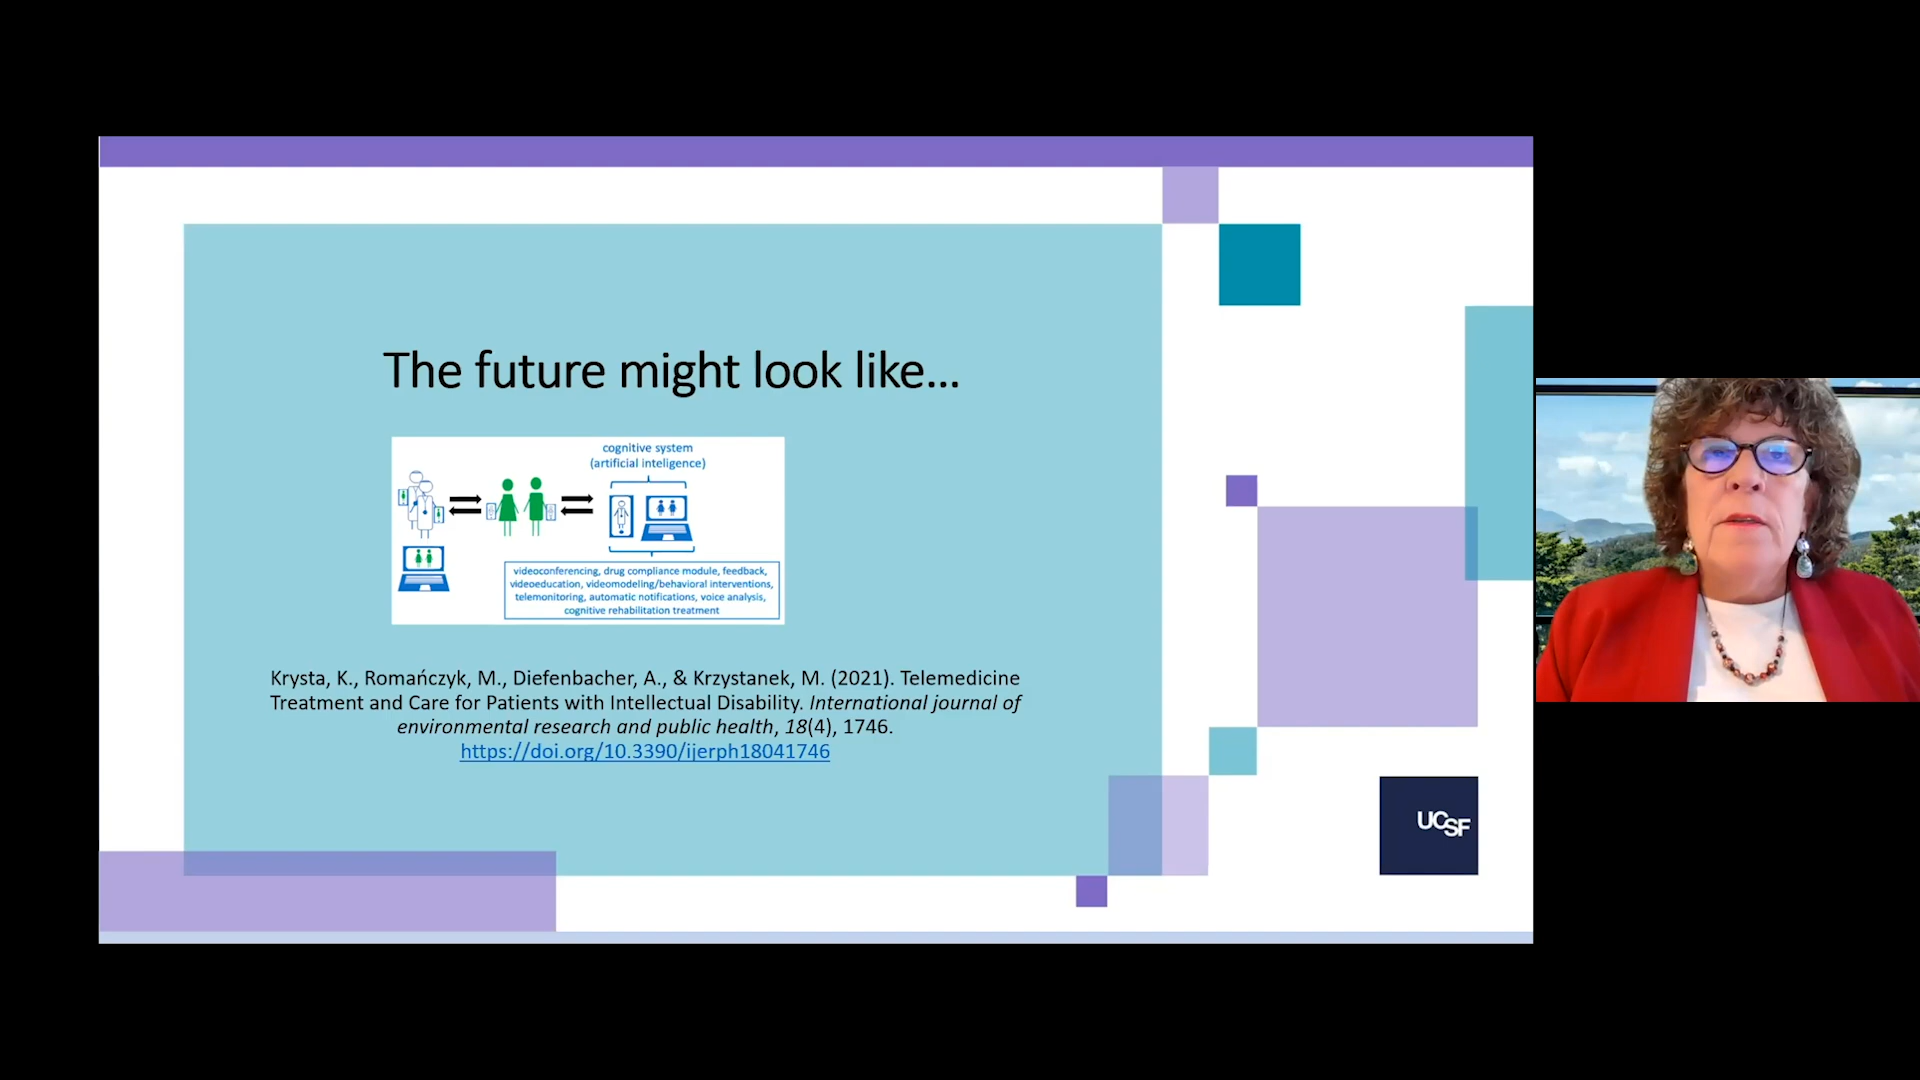 The future might look like...
cognitive system
(artificial inteligence)
videoconferencing, drug compliance module, feedback,
videoeducation, videomodeling/behavioral interventions,
telemonitoring, automatic notifications, voice analysis,
cognitive rehabilitation treatment
Krysta, K., Romańczyk, M., Diefenbacher, A., & Krzystanek, M. (2021). Telemedicine
Treatment and Care for Patients with Intellectual Disability. International journal of
environmental research and public health, 18(4), 1746.
https://doi.org/10.3390/ijerph18041746
UCSF